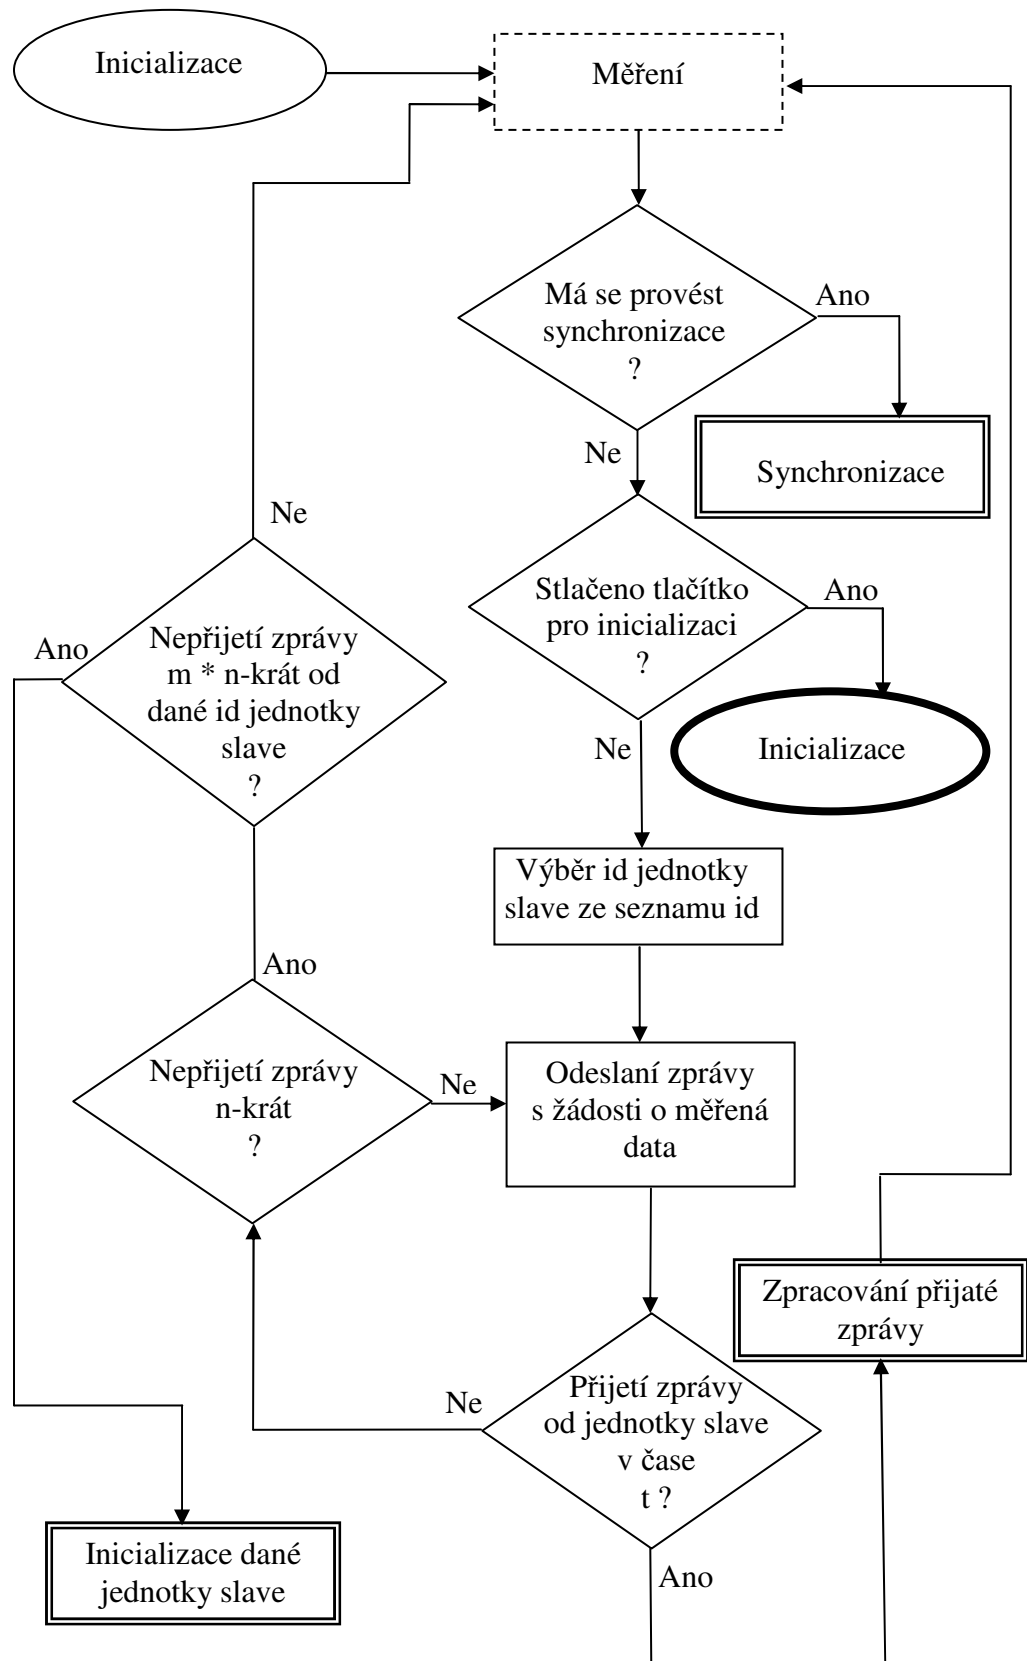 Inicializace
Měření
Má se provést
synchronizace
?
Ano
Ne
Synchronizace
Ne
Stlačeno tlačítko
pro inicializaci
?
Ano
Ano
Nepřijetí zprávy
m * n-krát od
dané id jednotky
slave
?
Ne
Inicializace
Výběr id jednotky
slave ze seznamu id
Ano
Nepřijetí zprávy
n-krát
?
Ne
Odeslaní zprávy
s žádosti o měřená
data
Zpracování přijaté
zprávy
Ne
Přijetí zprávy
od jednotky slave
v čase
t ?
Inicializace dané
jednotky slave
Ano